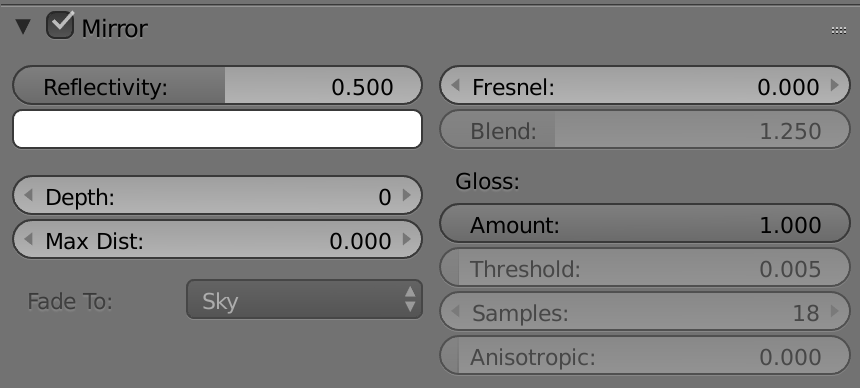 Mirror
Reflectivity: 0.500
Depth: 0
Max Dist: 0.000
Fade To: Sky
Fresnel: 0.000
Blend: 1.250
Gloss:
Amount: 1.000
Threshold: 0.005
Samples: 18
Anisotropic: 0.000